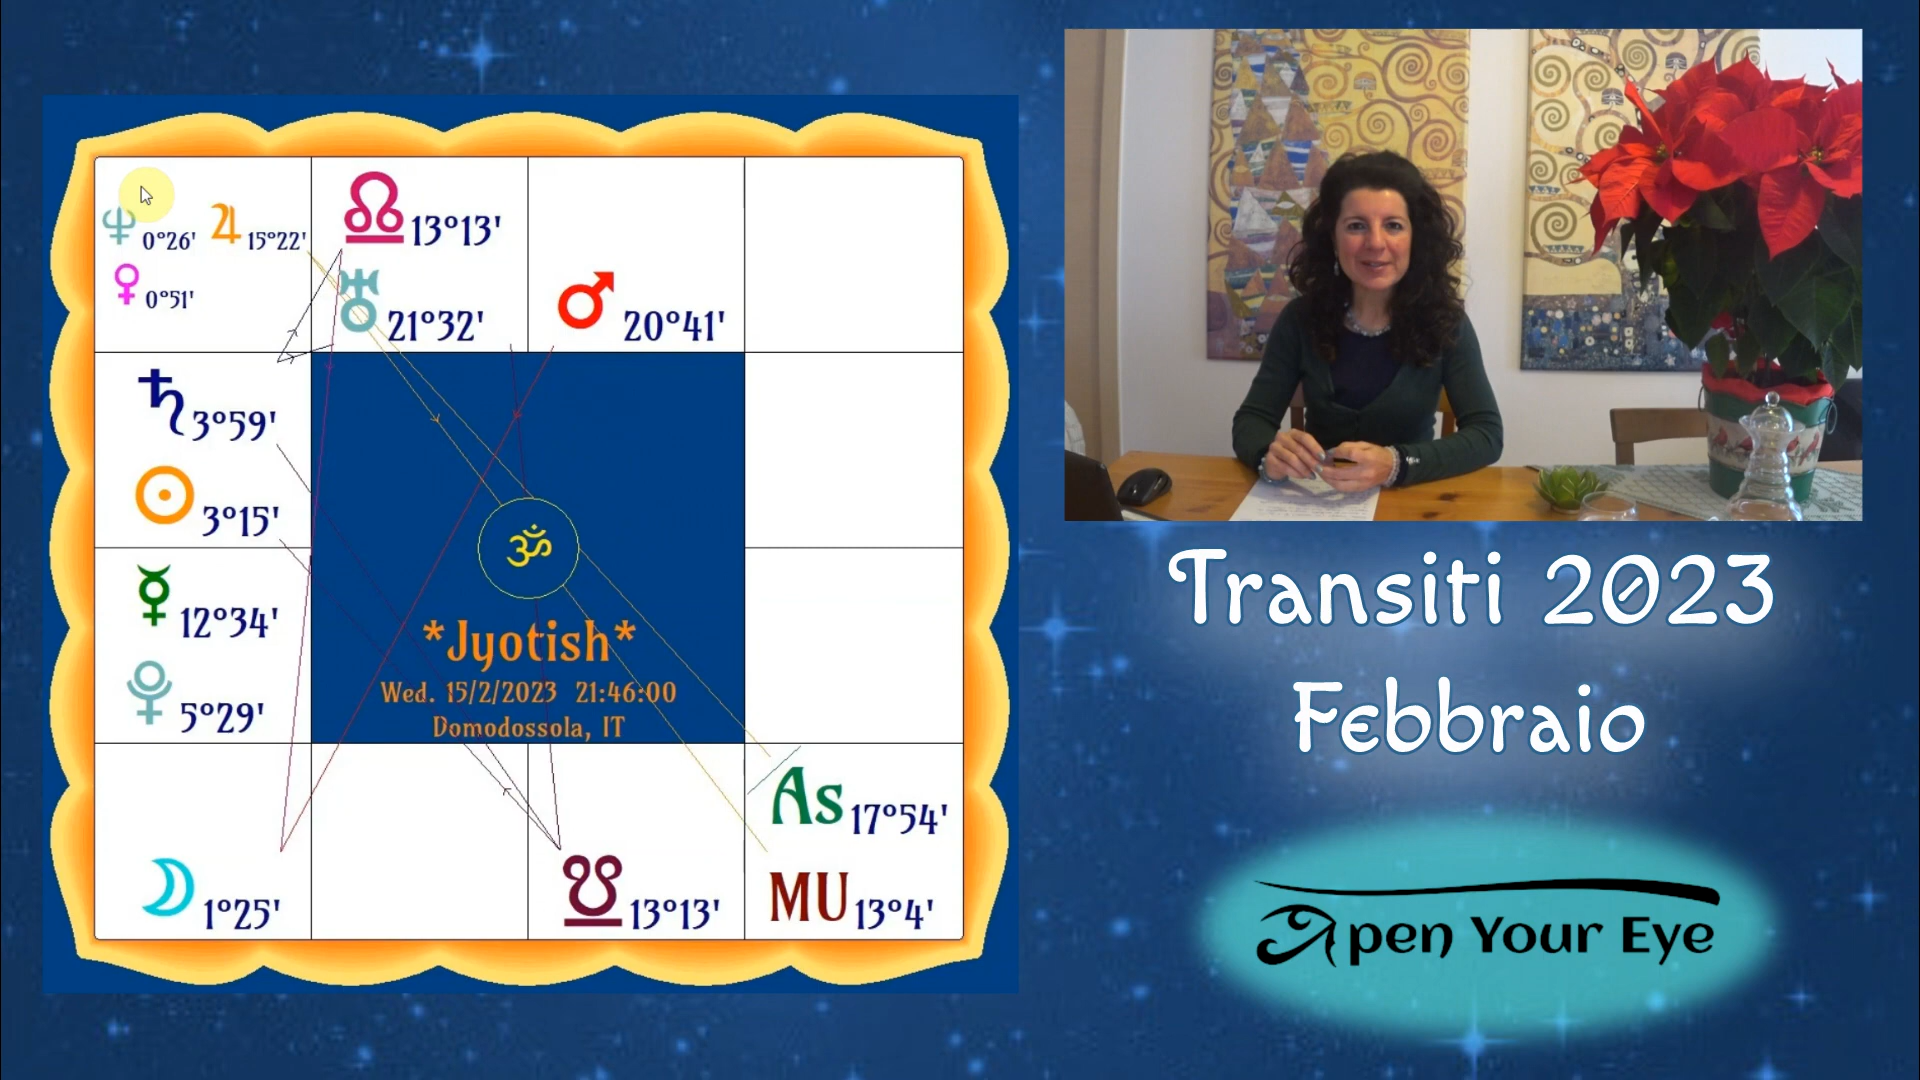 0°26'
15°22'
0°51'
13°13'
21°32'
20°41'
3°59'
3°15'
12°34'
5°29'
ॐ
*Jyotish*
Wed. 15/2/2023 21:46:00
Domodossola, IT
1°25'
13°13'
As 17°54'
MU 13°4'
Transiti 2023
Febbraio
Open Your Eye